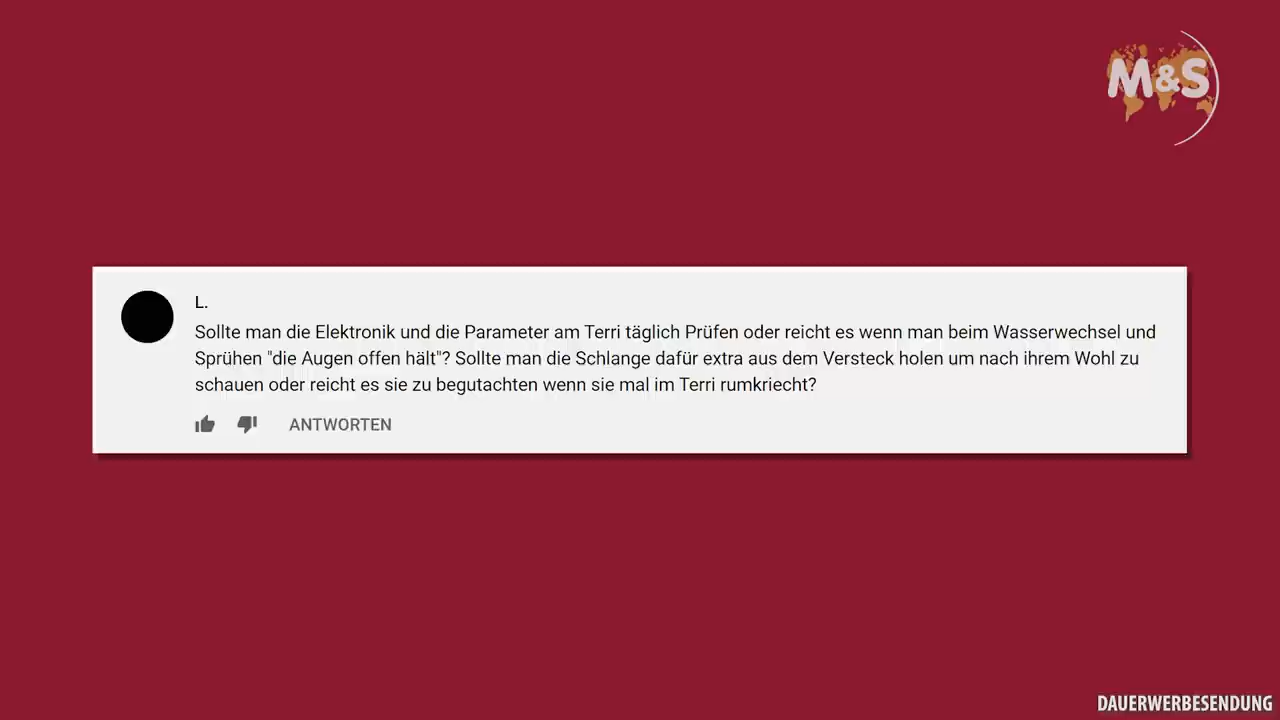 M&S
L.
Sollte man die Elektronik und die Parameter am Terri täglich Prüfen oder reicht es wenn man beim Wasserwechsel und
Sprühen "die Augen offen hält"? Sollte man die Schlange dafür extra aus dem Versteck holen um nach ihrem Wohl zu
schauen oder reicht es sie zu begutachten wenn sie mal im Terri rumkriecht?
ANTWORTEN
DAUERWERBESENDUNG